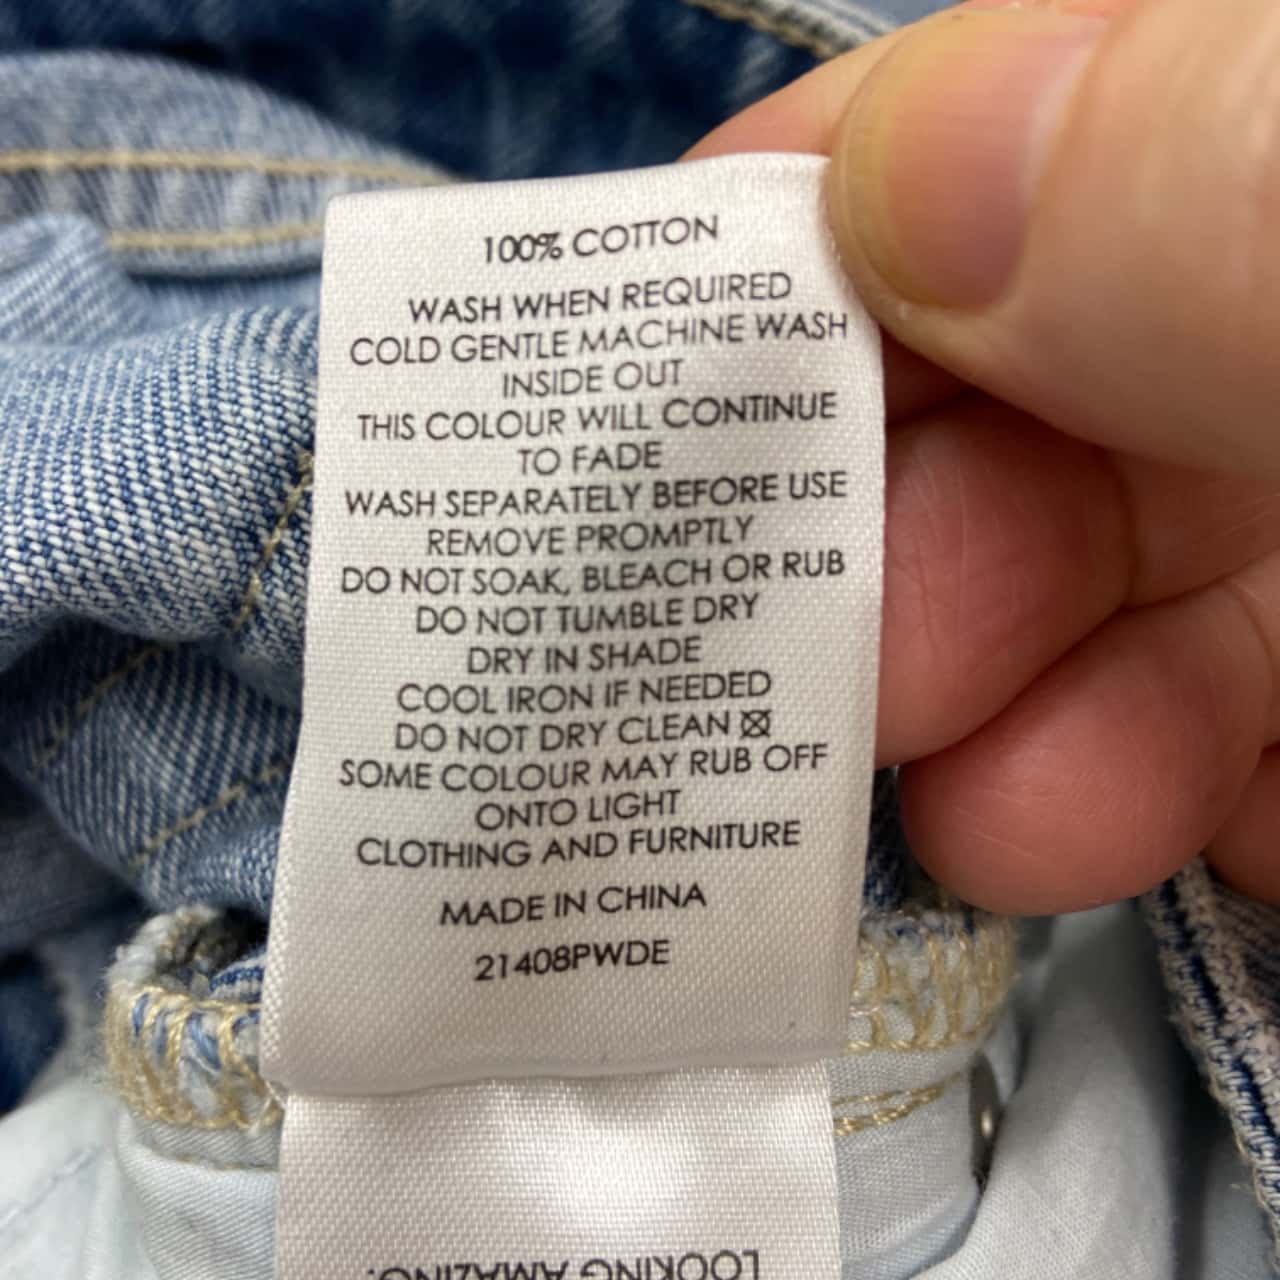 100% COTTON
WASH WHEN REQUIRED
COLD GENTLE MACHINE WASH
INSIDE OUT
THIS COLOUR WILL CONTINUE
TO FADE
WASH SEPARATELY BEFORE USE
REMOVE PROMPTLY
DO NOT SOAK, BLEACH OR RUB
DO NOT TUMBLE DRY
DRY IN SHADE
COOL IRON IF NEEDED
DO NOT DRY CLEAN
SOME COLOUR MAY RUB OFF
ONTO LIGHT
CLOTHING AND FURNITURE
MADE IN CHINA
21408PWDE
LOOKING AMAZING.